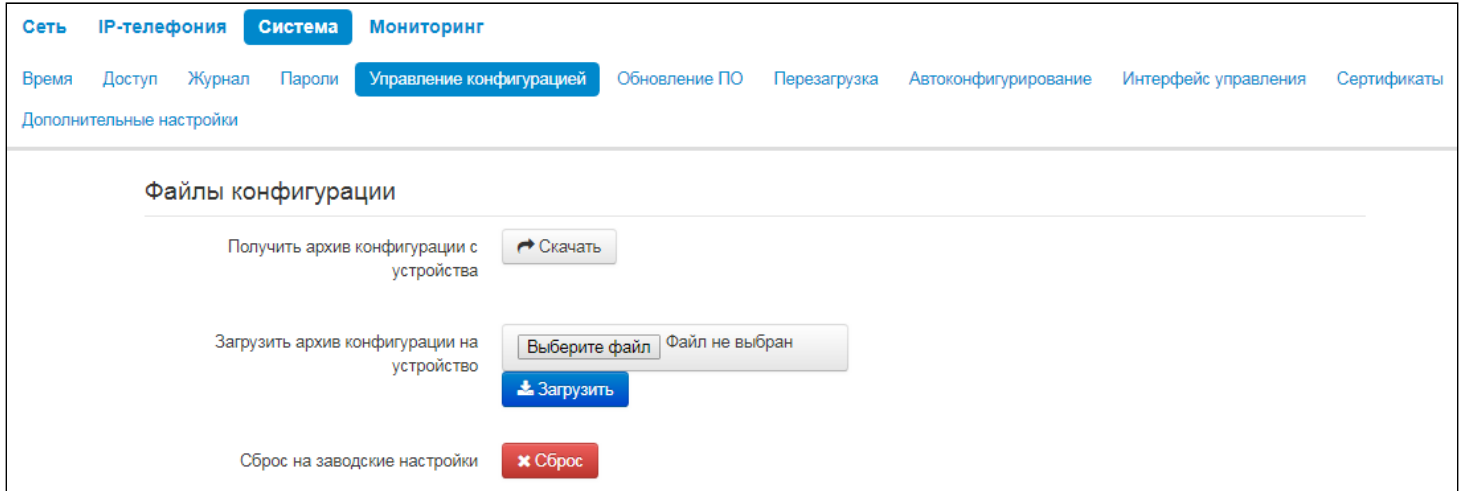 Сеть IP-телефония Система Мониторинг
Время Доступ Журнал Пароли Управление конфигурацией Обновление ПО Перезагрузка Автоконфигурирование Интерфейс управления Сертификаты
Дополнительные настройки
Файлы конфигурации
Получить архив конфигурации с
устройства
Скачать
Загрузить архив конфигурации на
устройство
Выберите файл Файл не выбран
Загрузить
Сброс на заводские настройки
Сброс